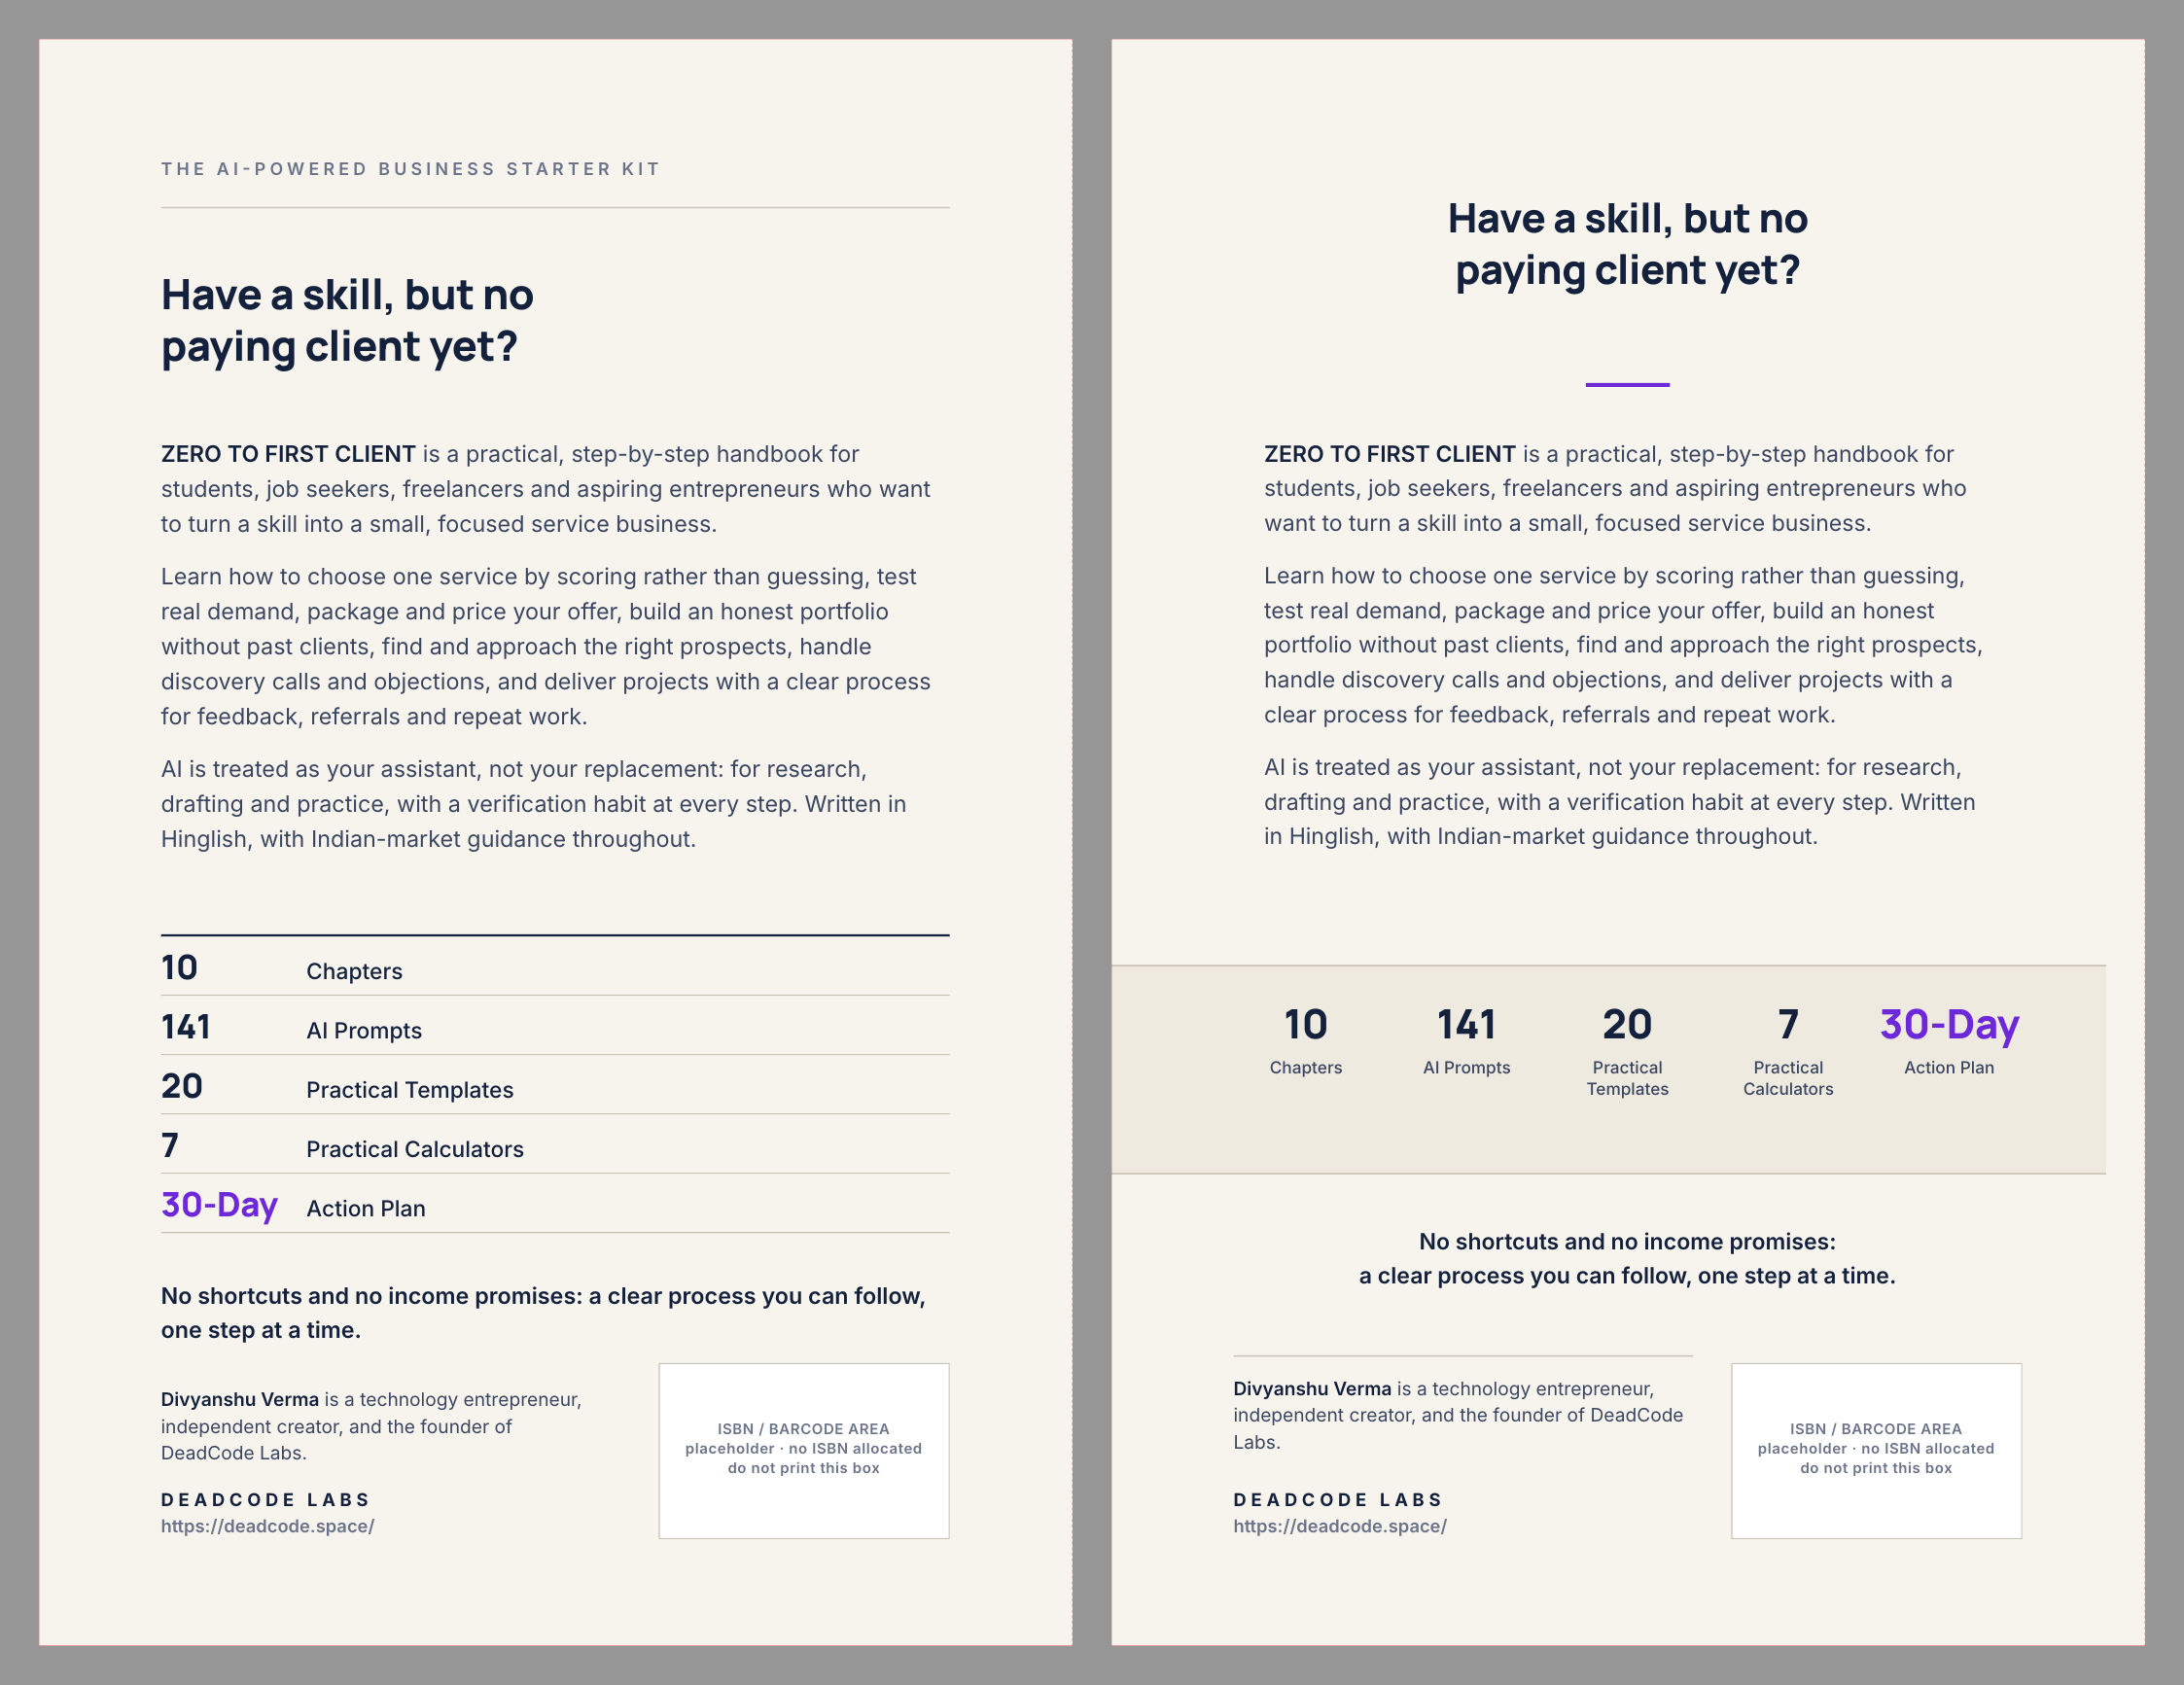 THE AI-POWERED BUSINESS STARTER KIT
Have a skill, but no
paying client yet?
ZERO TO FIRST CLIENT is a practical, step-by-step handbook for
students, job seekers, freelancers and aspiring entrepreneurs who want
to turn a skill into a small, focused service business.
Learn how to choose one service by scoring rather than guessing, test
real demand, package and price your offer, build an honest portfolio
without past clients, find and approach the right prospects, handle
discovery calls and objections, and deliver projects with a clear process
for feedback, referrals and repeat work.
AI is treated as your assistant, not your replacement: for research,
drafting and practice, with a verification habit at every step. Written in
Hinglish, with Indian-market guidance throughout.
10 Chapters
141 AI Prompts
20 Practical Templates
7 Practical Calculators
30-Day Action Plan
No shortcuts and no income promises: a clear process you can follow,
one step at a time.
Divyanshu Verma is a technology entrepreneur,
independent creator, and the founder of
DeadCode Labs.
DEADCODE LABS
https://deadcode.space/
ISBN / BARCODE AREA
placeholder · no ISBN allocated
do not print this box
Have a skill, but no
paying client yet?
ZERO TO FIRST CLIENT is a practical, step-by-step handbook for
students, job seekers, freelancers and aspiring entrepreneurs who
want to turn a skill into a small, focused service business.
Learn how to choose one service by scoring rather than guessing,
test real demand, package and price your offer, build an honest
portfolio without past clients, find and approach the right prospects,
handle discovery calls and objections, and deliver projects with a
clear process for feedback, referrals and repeat work.
AI is treated as your assistant, not your replacement: for research,
drafting and practice, with a verification habit at every step. Written
in Hinglish, with Indian-market guidance throughout.
10 141 20 7 30-Day
Chapters AI Prompts Practical Practical Action Plan
Templates Calculators
No shortcuts and no income promises:
a clear process you can follow, one step at a time.
Divyanshu Verma is a technology entrepreneur,
independent creator, and the founder of DeadCode
Labs.
DEADCODE LABS
https://deadcode.space/
ISBN / BARCODE AREA
placeholder · no ISBN allocated
do not print this box